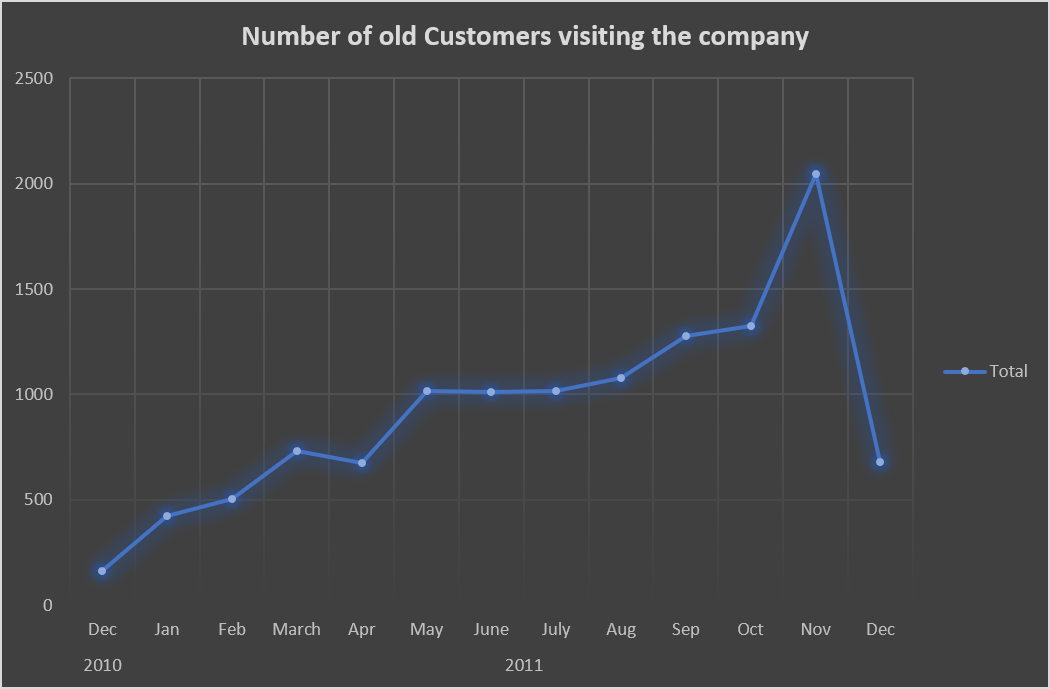 Number of old Customers visiting the company
2500
2000
1500
1000
500
0
Total
Dec Jan Feb March Apr May June July Aug Sep Oct Nov Dec
2010 2011